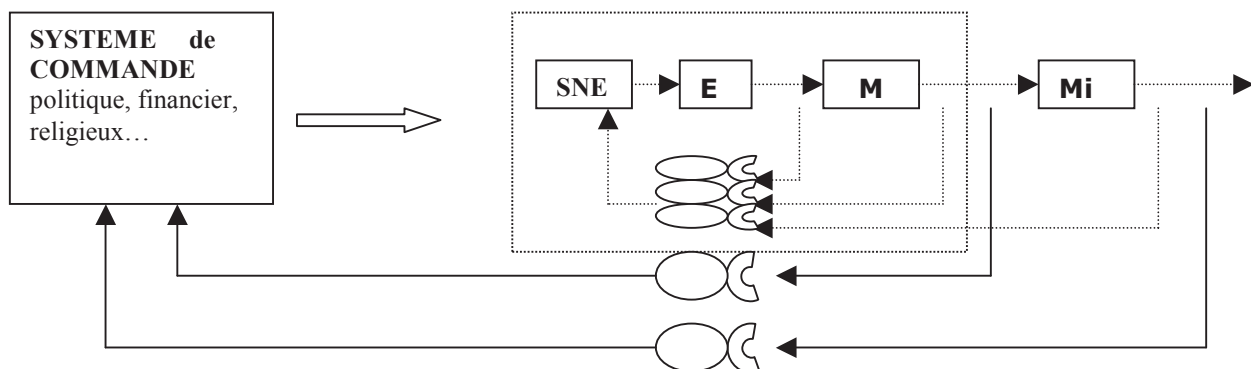 SYSTEME de
COMMANDE
politique, financier,
religieux…
SNE
E
M
Mi